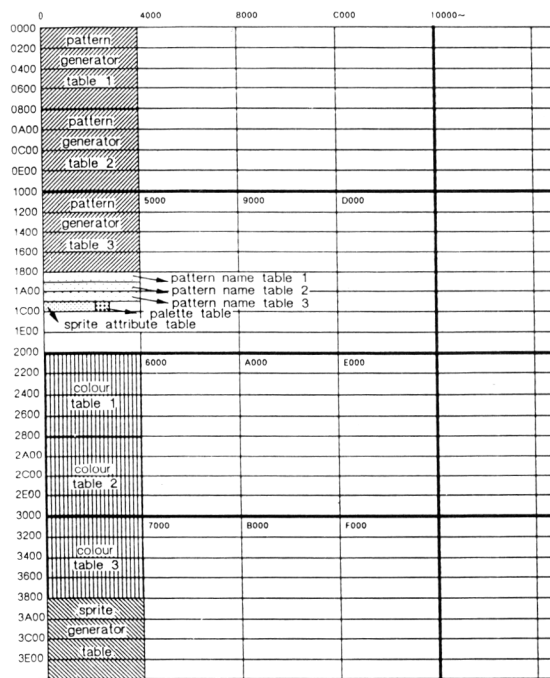 0 4000 8000 C000 10000~
0000
pattern
0200
0400 generator
0600 table 1
0800
pattern
0A00
0C00 generator
0E00 table 2
1000 5000 9000 D000
pattern
1200
1400 generator
1600 table 3
1800
pattern name table 1
1A00 pattern name table 2
pattern name table 3
1C00 palette table
sprite attribute table
1E00
2000 6000 A000 E000
2200
colour
2400 table 1
2600
2800
2A00 colour
2C00 table 2
2E00
3000 7000 B000 F000
3200
colour
3400 table 3
3600
3800
sprite
3A00
generator
3C00
table
3E00